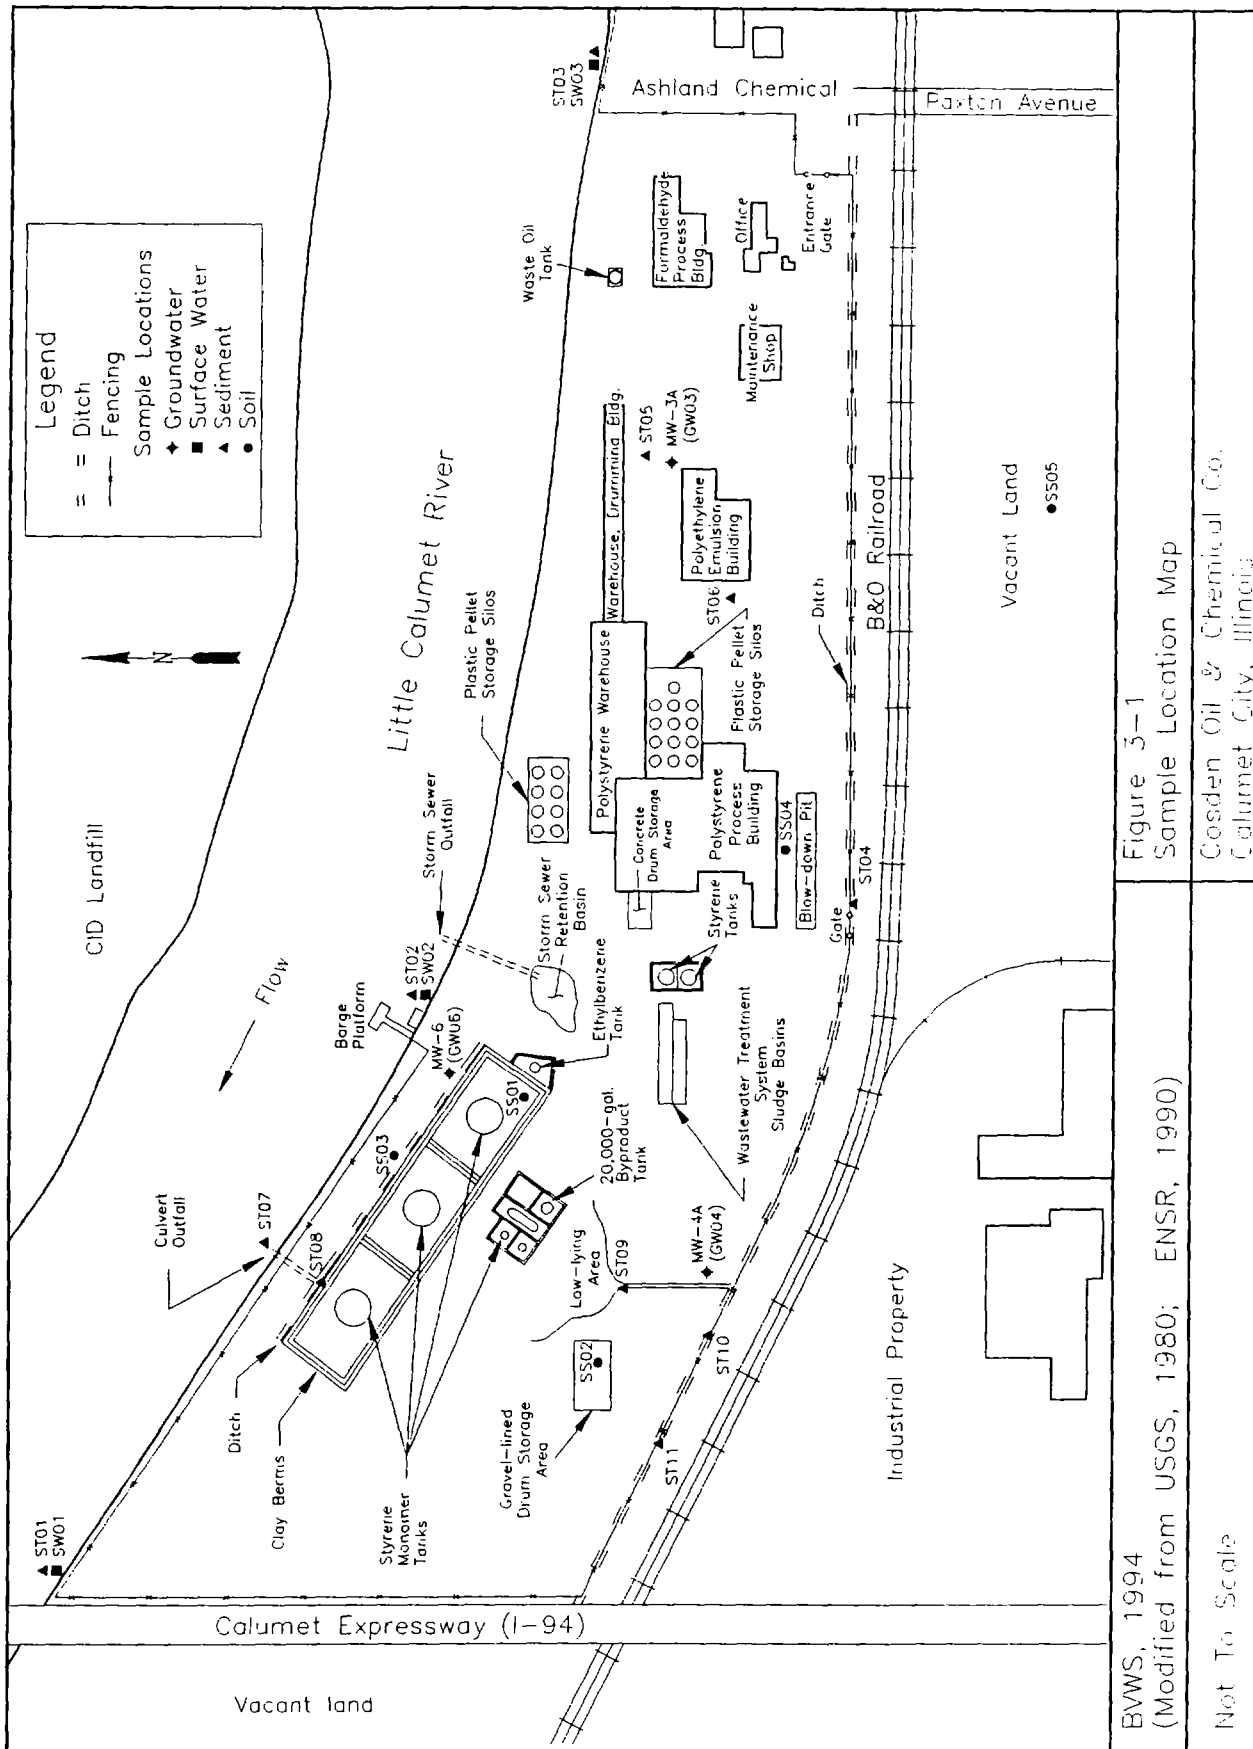 CID Landfill
Legend
= = Ditch
Fencing
Sample Locations
Groundwater
Surface Water
Sediment
Soil
N
Flow
Little Calumet River
ST01
SW01
Culvert
Outfall
ST07
ST08
Ditch
Clay Berms
Styrene
Monomer
Tanks
SS03
SS01
Barge
Platform
MW-6
(GW06)
ST02
SW02
Storm Sewer
Outfall
Storm Sewer
Retention
Basin
Ethylbenzene
Tank
20,000-gal.
Byproduct
Tank
Plastic Pellet
Storage Silos
Waste Oil
Tank
ST03
SW03
Ashland Chemical
Paxton Avenue
Gravel-lined
Drum Storage
Area
SS02
Low-lying
Area
ST09
MW-4A
(GW04)
ST10
ST11
Wastewater Treatment
System
Sludge Basins
Styrene
Tanks
Concrete
Drum Storage
Area
Polystyrene Warehouse
Warehouse, Drumming Bldg.
Polystyrene
Process
Building
SS04
Blow-down Pit
Plastic Pellet
Storage Silos
ST06
Polyethylene
Emulsion
Building
ST05
MW-3A
(GW03)
Maintenance
Shop
Formaldehyde
Process
Bldg.
Office
Entrance
Gate
Gate
ST04
Ditch
B&O Railroad
Calumet Expressway (I-94)
Vacant land
Industrial Property
Vacant Land
SS05
BVWS, 1994
(Modified from USGS, 1980; ENSR, 1990)
Not To Scale
Figure 3-1
Sample Location Map
Cosden Oil & Chemical Co.
Calumet City, Illinois